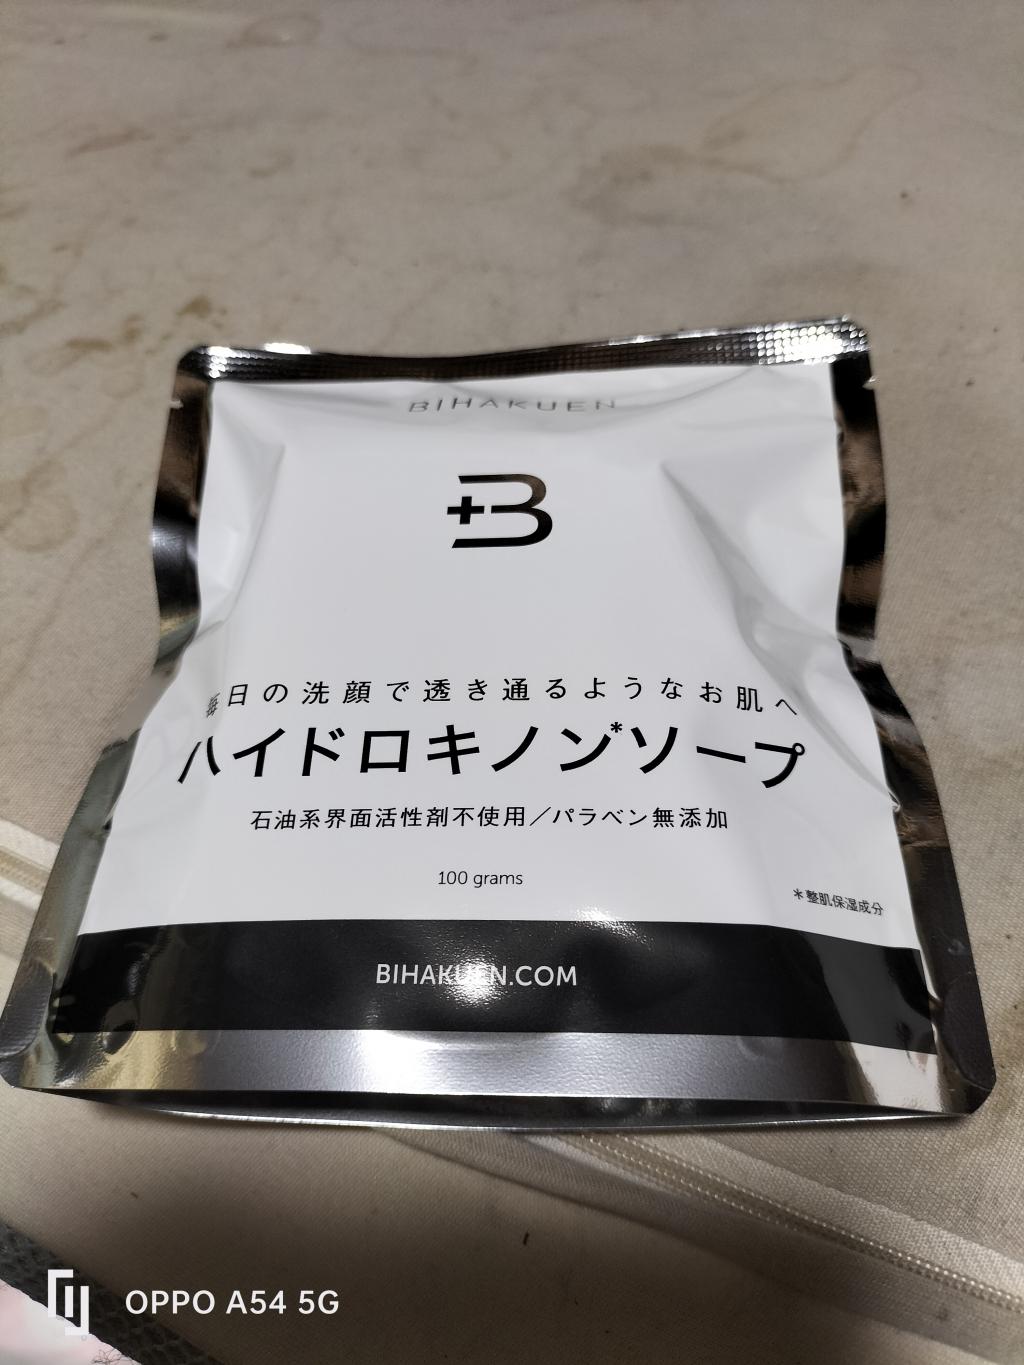 BIHAKUEN
+B
毎日の洗顔で透き通るようなお肌へ
ハイドロキノン*ソープ
石油系界面活性剤不使用／パラベン無添加
100 grams
＊整肌保湿成分
BIHAKUEN.COM
OPPO A54 5G